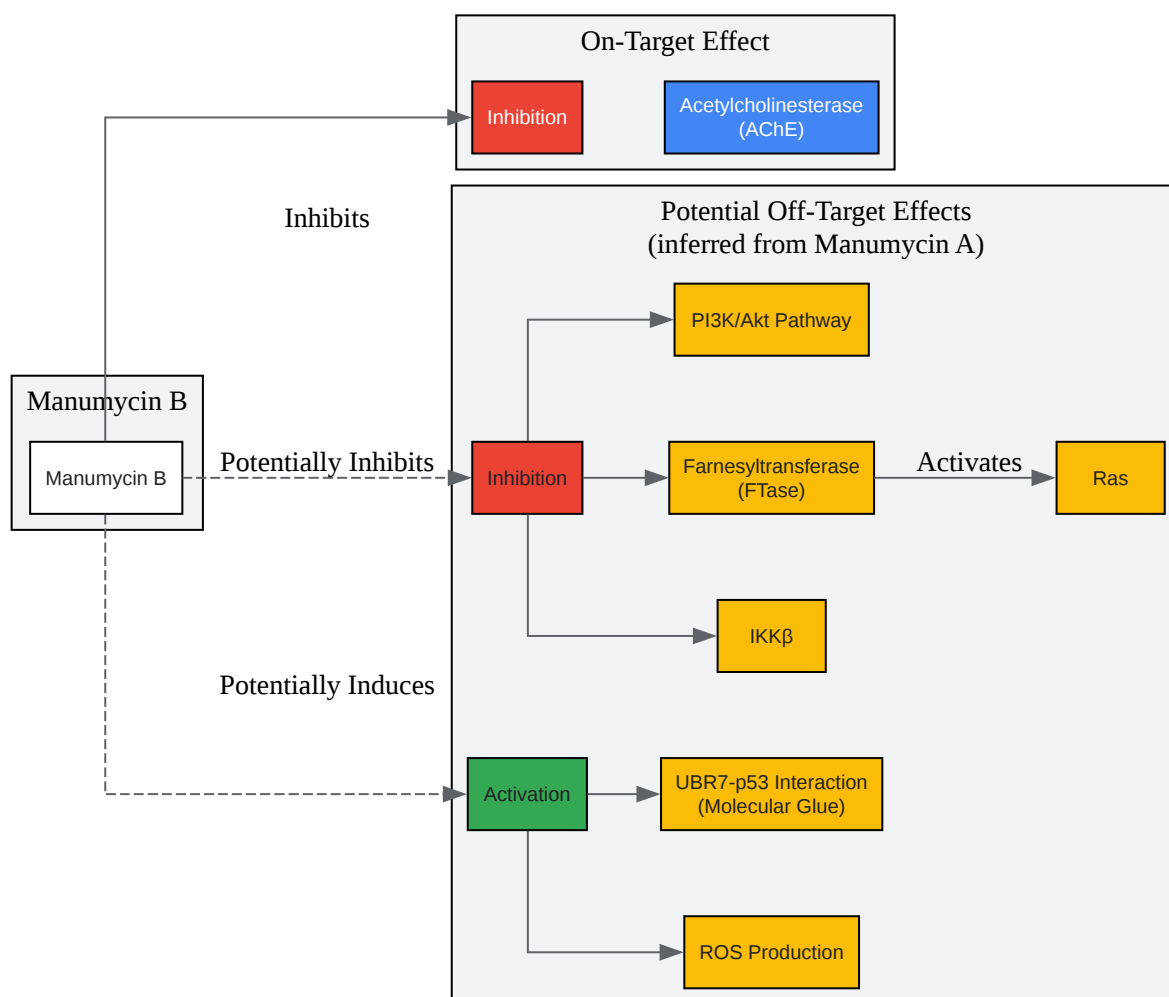 On-Target Effect
Inhibition
Acetylcholinesterase
(AChE)
Inhibits
Potential Off-Target Effects
(inferred from Manumycin A)
PI3K/Akt Pathway
Manumycin B
Manumycin B
Potentially Inhibits
Inhibition
Farnesyltransferase
(FTase)
Activates
Ras
IKKβ
Potentially Induces
Activation
UBR7-p53 Interaction
(Molecular Glue)
ROS Production